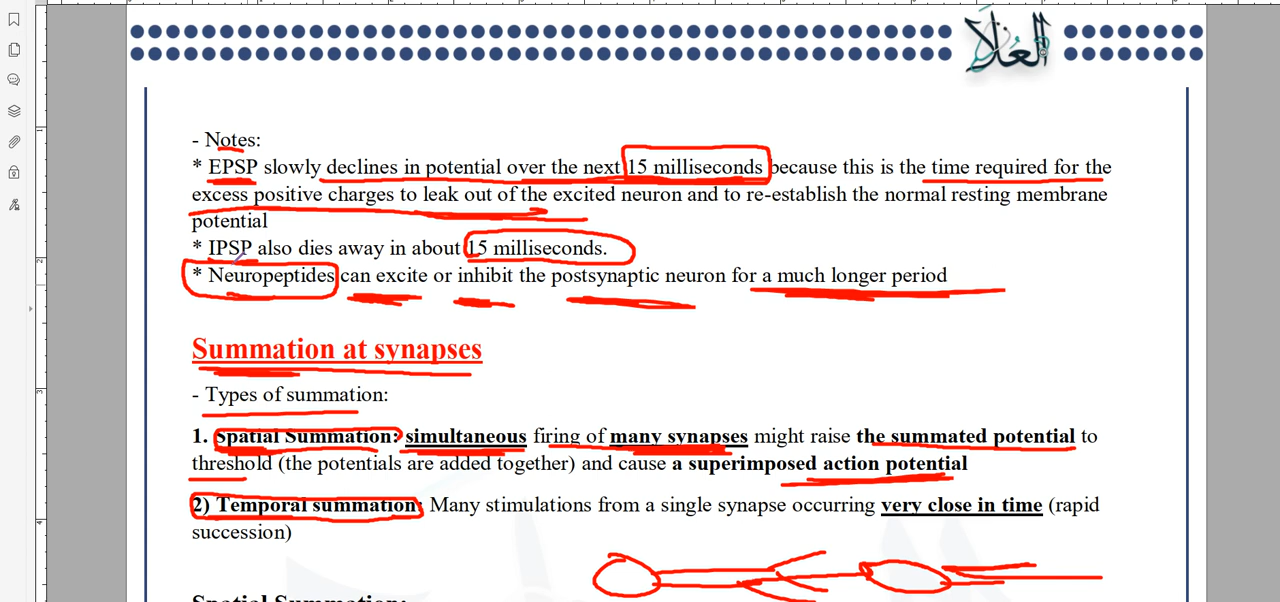 العلا
- Notes:
* EPSP slowly declines in potential over the next 15 milliseconds because this is the time required for the
excess positive charges to leak out of the excited neuron and to re-establish the normal resting membrane
potential
* IPSP also dies away in about 15 milliseconds.
* Neuropeptides can excite or inhibit the postsynaptic neuron for a much longer period
Summation at synapses
- Types of summation:
1. Spatial Summation: simultaneous firing of many synapses might raise the summated potential to
threshold (the potentials are added together) and cause a superimposed action potential
2) Temporal summation: Many stimulations from a single synapse occurring very close in time (rapid
succession)
Spatial Summation: